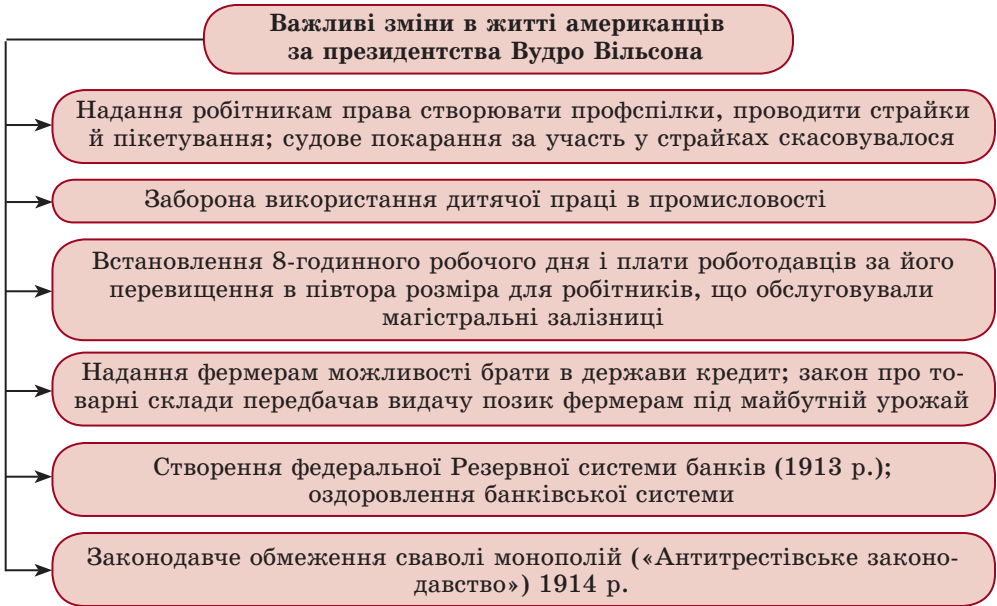 Важливі зміни в житті американців
за президентства Вудро Вільсона
Надання робітникам права створювати профспілки, проводити страйки
й пікетування; судове покарання за участь у страйках скасовувалося
Заборона використання дитячої праці в промисловості
Встановлення 8-годинного робочого дня і плати роботодавців за його
перевищення в півтора розміра для робітників, що обслуговували
магістральні залізниці
Надання фермерам можливості брати в держави кредит; закон про то-
варні склади передбачав видачу позик фермерам під майбутній урожай
Створення федеральної Резервної системи банків (1913 р.);
оздоровлення банківської системи
Законодавче обмеження сваволі монополій («Антитрестівське законо-
давство») 1914 р.